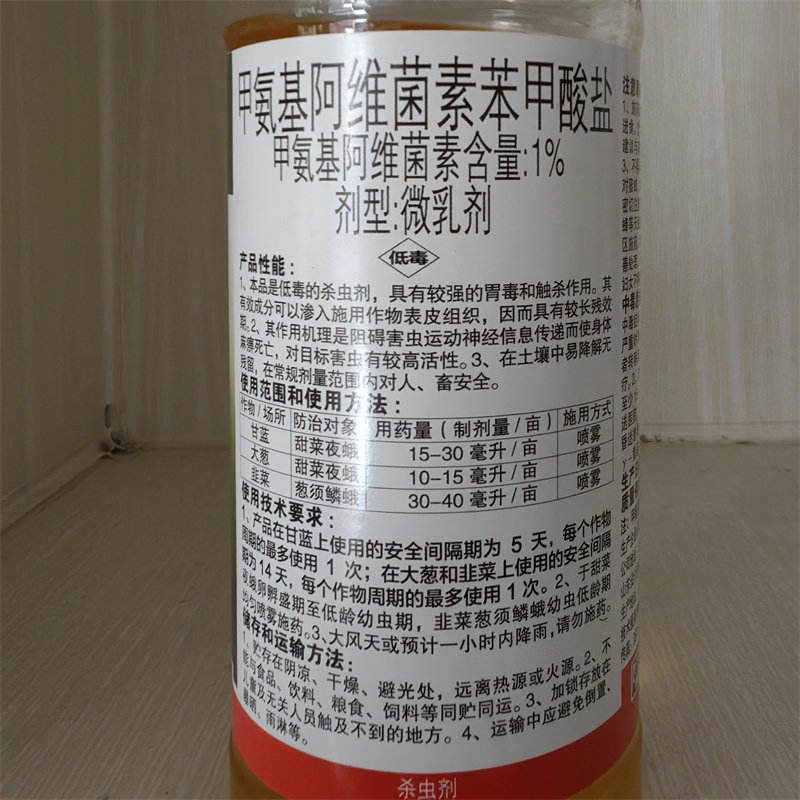 甲氨基阿维菌素苯甲酸盐
甲氨基阿维菌素含量:1%
剂型:微乳剂
低毒
产品性能:
1、本品是低毒的杀虫剂，具有较强的胃毒和触杀作用。其
有效成分可以渗入施用作物表皮组织，因而具有较长残效
期。2、其作用机理是阻碍害虫运动神经信息传递而使身体
麻痹死亡，对目标害虫有较高活性。3、在土壤中易降解无
残留，在常规剂量范围内对人、畜安全。
使用范围和使用方法:
作物/场所 防治对象 用药量(制剂量/亩) 施用方式
甘蓝 甜菜夜蛾 15-30 毫升/亩 喷雾
大葱 甜菜夜蛾 10-15 毫升/亩 喷雾
韭菜 葱须鳞蛾 30-40 毫升/亩 喷雾
使用技术要求:
1、产品在甘蓝上使用的安全间隔期为 5 天，每个作物
周期的最多使用 1 次；在大葱和韭菜上使用的安全间隔
期为14天，每个作物周期的最多使用1次。2、于甜菜
夜蛾卵孵盛期至低龄幼虫期，韭菜葱须鳞蛾幼虫低龄期
均匀喷雾施药。3、大风天或预计一小时内降雨,请勿施药。
储存和运输方法:
1、贮存在阴凉、干燥、避光处，远离热源或火源。2、不
能与食品、饮料、粮食、饲料等同贮同运。3、加锁存放在
儿童及无关人员触及不到的地方。4、运输中应避免倒置、
暴晒、雨淋等。
杀虫剂